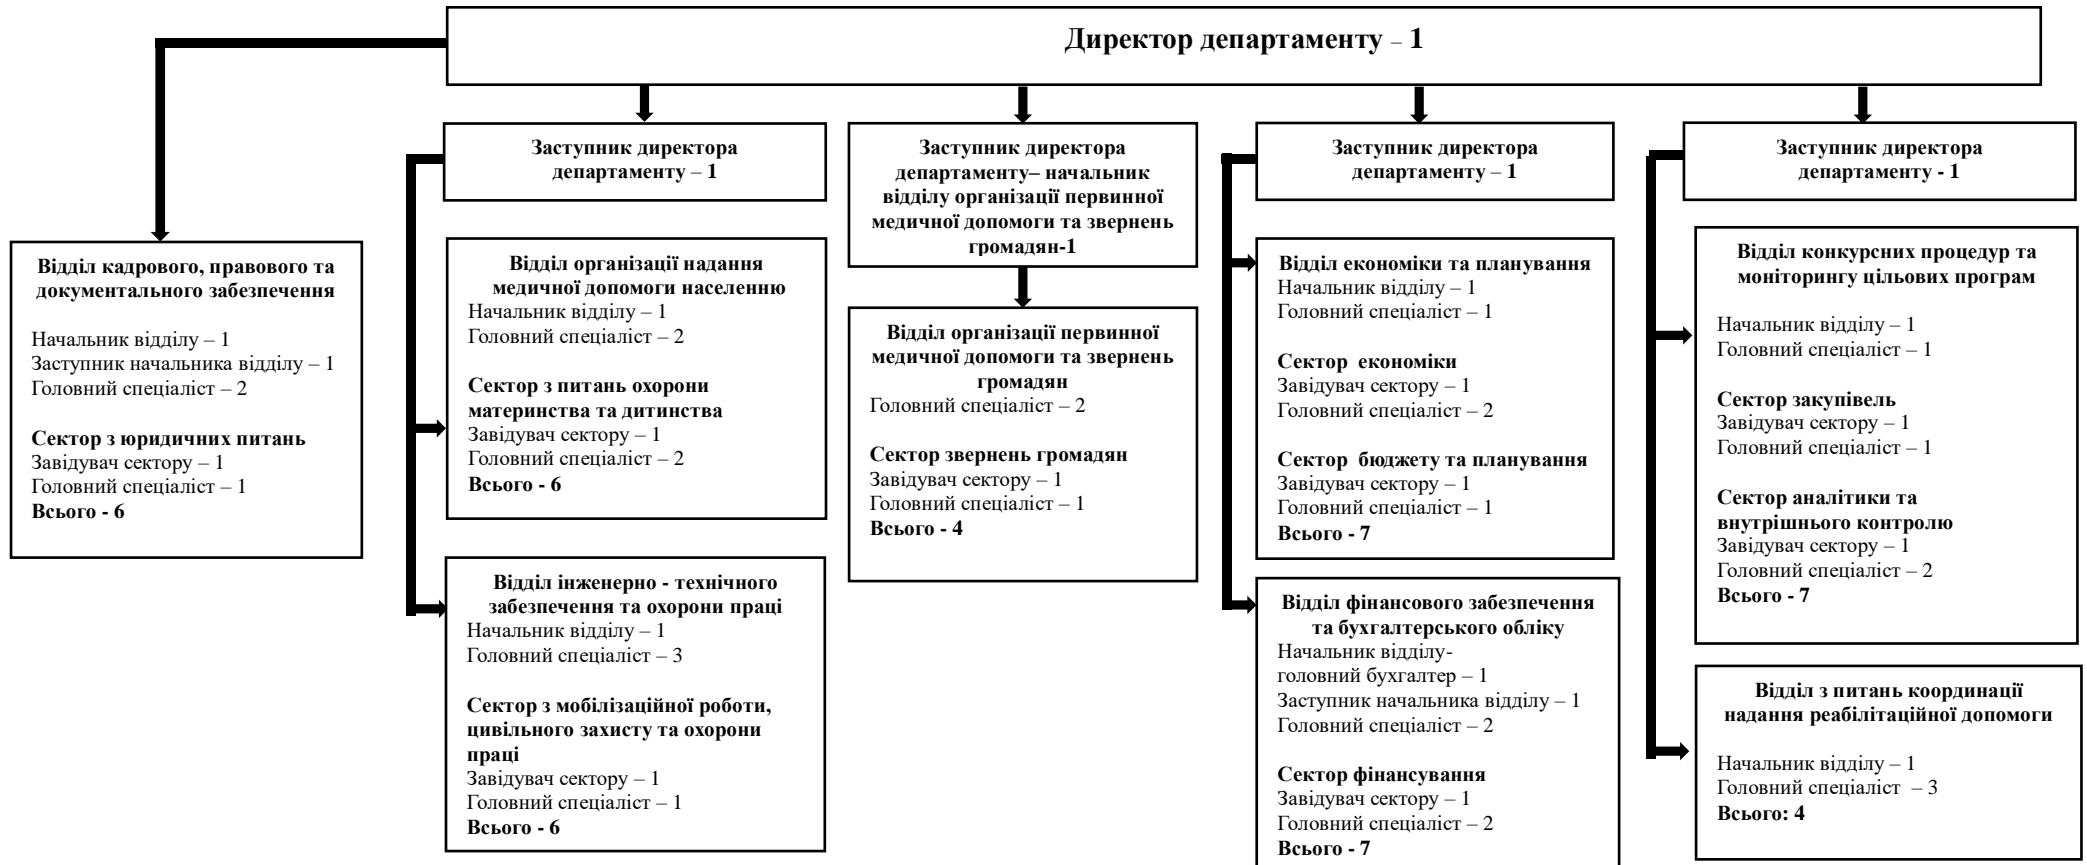 Директор департаменту – 1
Відділ кадрового, правового та
документального забезпечення
Начальник відділу – 1
Заступник начальника відділу – 1
Головний спеціаліст – 2
Сектор з юридичних питань
Завідувач сектору – 1
Головний спеціаліст – 1
Всього - 6
Заступник директора
департаменту – 1
Відділ організації надання
медичної допомоги населенню
Начальник відділу – 1
Головний спеціаліст – 2
Сектор з питань охорони
материнства та дитинства
Завідувач сектору – 1
Головний спеціаліст – 2
Всього - 6
Відділ інженерно - технічного
забезпечення та охорони праці
Начальник відділу – 1
Головний спеціаліст – 3
Сектор з мобілізаційної роботи,
цивільного захисту та охорони
праці
Завідувач сектору – 1
Головний спеціаліст – 1
Всього - 6
Заступник директора
департаменту– начальник
відділу організації первинної
медичної допомоги та звернень
громадян-1
Відділ організації первинної
медичної допомоги та звернень
громадян
Головний спеціаліст – 2
Сектор звернень громадян
Завідувач сектору – 1
Головний спеціаліст – 1
Всього - 4
Заступник директора
департаменту – 1
Відділ економіки та планування
Начальник відділу – 1
Головний спеціаліст – 1
Сектор економіки
Завідувач сектору – 1
Головний спеціаліст – 2
Сектор бюджету та планування
Завідувач сектору – 1
Головний спеціаліст – 1
Всього - 7
Відділ фінансового забезпечення
та бухгалтерського обліку
Начальник відділу-
головний бухгалтер – 1
Заступник начальника відділу – 1
Головний спеціаліст – 2
Сектор фінансування
Завідувач сектору – 1
Головний спеціаліст – 2
Всього - 7
Заступник директора
департаменту - 1
Відділ конкурсних процедур та
моніторингу цільових програм
Начальник відділу – 1
Головний спеціаліст – 1
Сектор закупівель
Завідувач сектору – 1
Головний спеціаліст – 1
Сектор аналітики та
внутрішнього контролю
Завідувач сектору – 1
Головний спеціаліст – 2
Всього - 7
Відділ з питань координації
надання реабілітаційної допомоги
Начальник відділу – 1
Головний спеціаліст – 3
Всього: 4